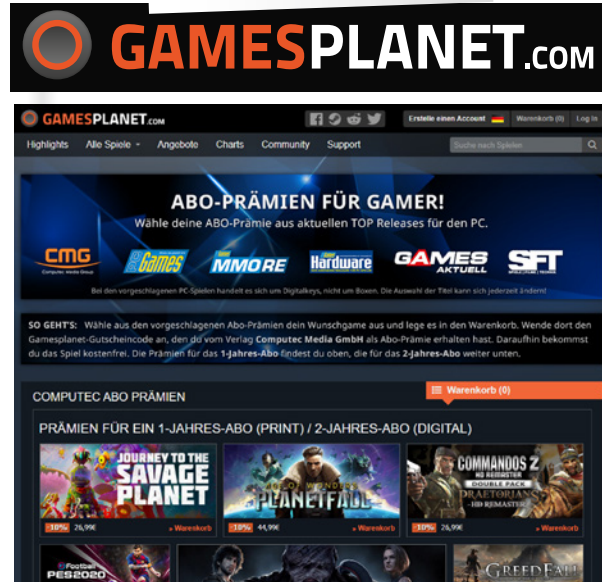 GAMESPLANET.COM
GAMESPLANET.COM
Erstelle einen Account Warenkorb (0) Log In
Highlights Alle Spiele Angebote Charts Community Support
Suche nach Spielen
ABO-PRÄMIEN FÜR GAMER!
Wähle deine ABO-Prämie aus aktuellen TOP Releases für den PC.
CMG PC Games MMORE Hardware GAMES AKTUELL SFT
Computec Media Group
Bei den vorgeschlagenen PC-Spielen handelt es sich um Digitalkeys, nicht um Boxen. Die Auswahl der Titel kann sich jederzeit ändern!
SO GEHT'S: Wähle aus den vorgeschlagenen Abo-Prämien dein Wunschgame aus und lege es in den Warenkorb. Wende dort den
Gamesplanet-Gutscheincode an, den du vom Verlag Computec Media GmbH als Abo-Prämie erhalten hast. Daraufhin bekommst
du das Spiel kostenfrei. Die Prämien für das 1-Jahres-Abo findest du oben, die für das 2-Jahres-Abo weiter unten.
Warenkorb (0)
COMPUTEC ABO PRÄMIEN
PRÄMIEN FÜR EIN 1-JAHRES-ABO (PRINT) / 2-JAHRES-ABO (DIGITAL)
JOURNEY TO THE
SAVAGE
PLANET
AGE OF WONDERS
PLANETFALL
COMMANDOS 2
HD REMASTER
DOUBLE PACK
PRAETORIANS
HD REMASTER
-10% 26,99€ » Warenkorb
-10% 44,99€ » Warenkorb
-10% 26,99€ » Warenkorb
eFootball
PES2020
GREEDFALL